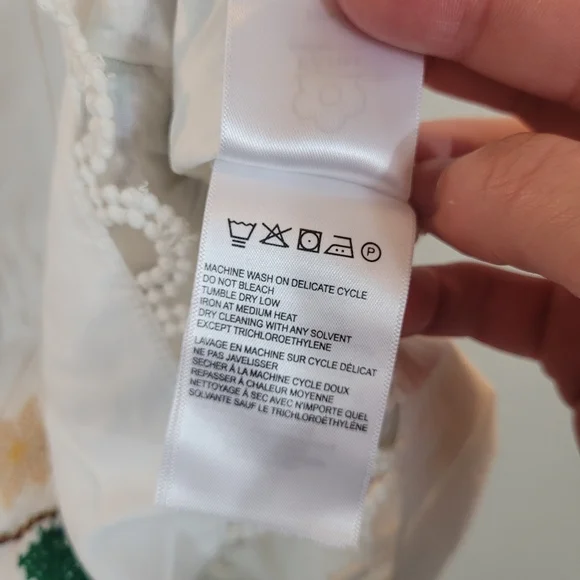 P
MACHINE WASH ON DELICATE CYCLE
DO NOT BLEACH
TUMBLE DRY LOW
IRON AT MEDIUM HEAT
DRY CLEANING WITH ANY SOLVENT
EXCEPT TRICHLOROETHYLENE
LAVAGE EN MACHINE SUR CYCLE DÉLICAT
NE PAS JAVELISSER
SECHER À LA MACHINE CYCLE DOUX
REPASSER À CHALEUR MOYENNE
NETTOYAGE À SEC AVEC N'IMPORTE QUEL
SOLVANTE SAUF LE TRICHLOROÉTHYLÈNE